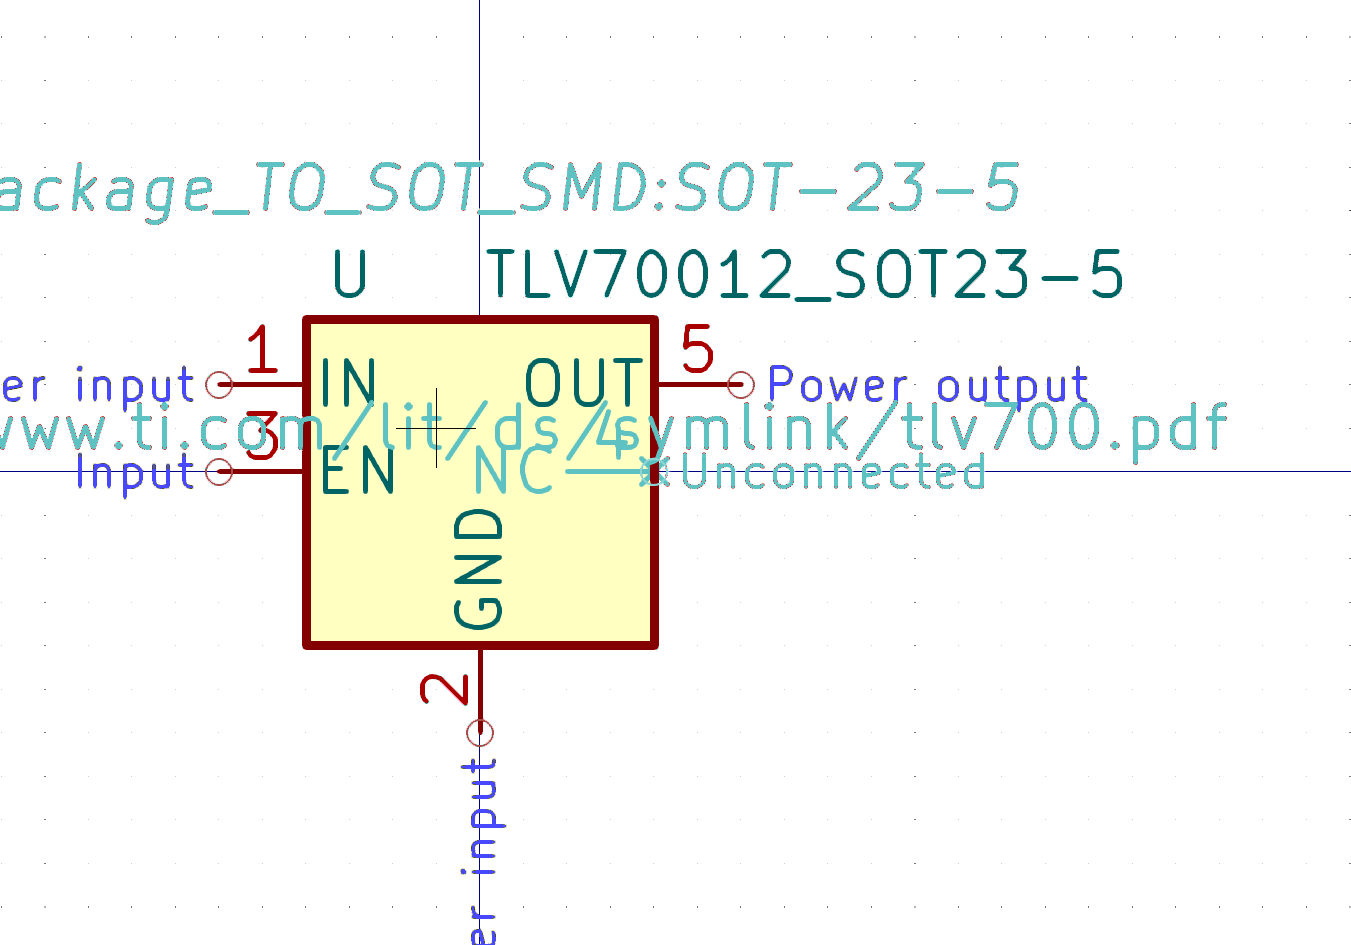 ackage_TO_SOT_SMD:SOT-23-5
U TLV70012_SOT23-5
1 5
er input IN OUT Power output
www.ti.com/lit/ds/symlink/tlv700.pdf
3 4
Input EN NC Unconnected
GND
2
er input